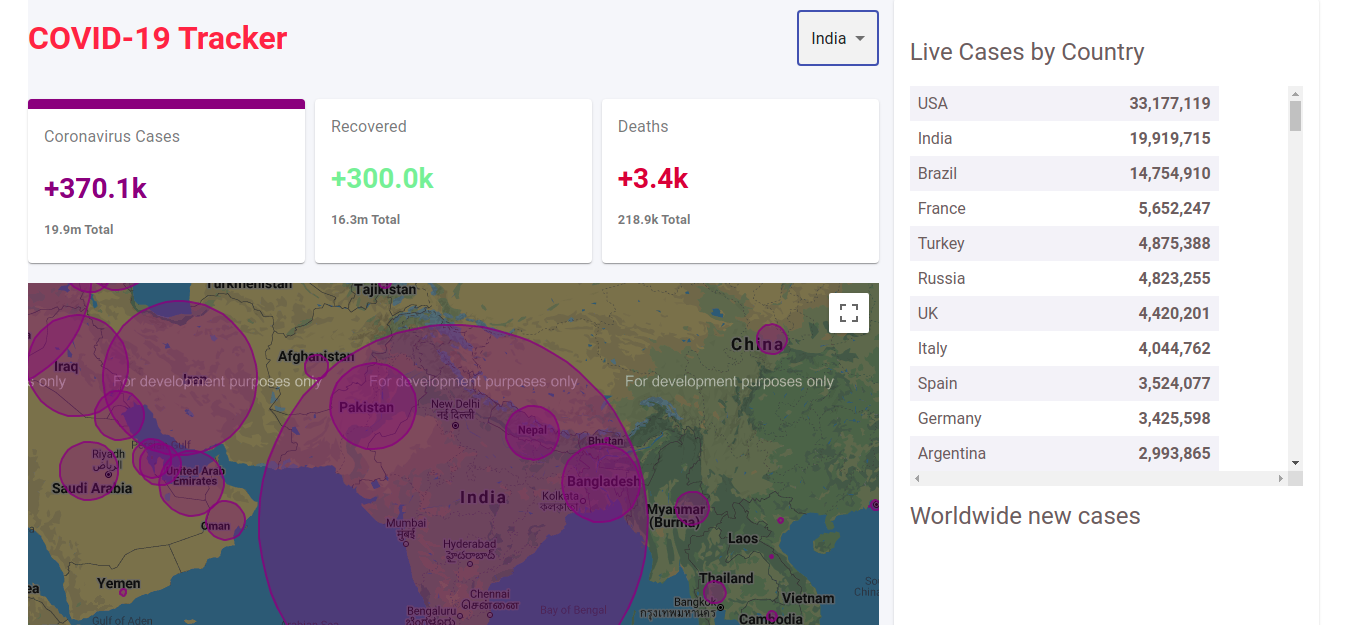 COVID-19 Tracker
India
Coronavirus Cases
+370.1k
19.9m Total
Recovered
+300.0k
16.3m Total
Deaths
+3.4k
218.9k Total
Turkmenistan
Tajikistan
China
Afghanistan
Iraq
Iran
s only
For development purposes only
For development purposes only
For development purposes only
Pakistan
New Delhi
नई दिल्ली
Nepal
Bhutan
Riyadh
الرياض
Saudi Arabia
United Arab
Emirates
Bangladesh
India
Kolkata
Myanmar
(Burma)
Oman
Mumbai
मुंबई
Hyderabad
Laos
Yemen
Thailand
Chennai
சென்னை
Bangkok
กรุงเทพมหานคร
Vietnam
Bengaluru
Bay of Bengal
Cambodia
Gulf of Aden
Live Cases by Country
USA 33,177,119
India 19,919,715
Brazil 14,754,910
France 5,652,247
Turkey 4,875,388
Russia 4,823,255
UK 4,420,201
Italy 4,044,762
Spain 3,524,077
Germany 3,425,598
Argentina 2,993,865
Worldwide new cases